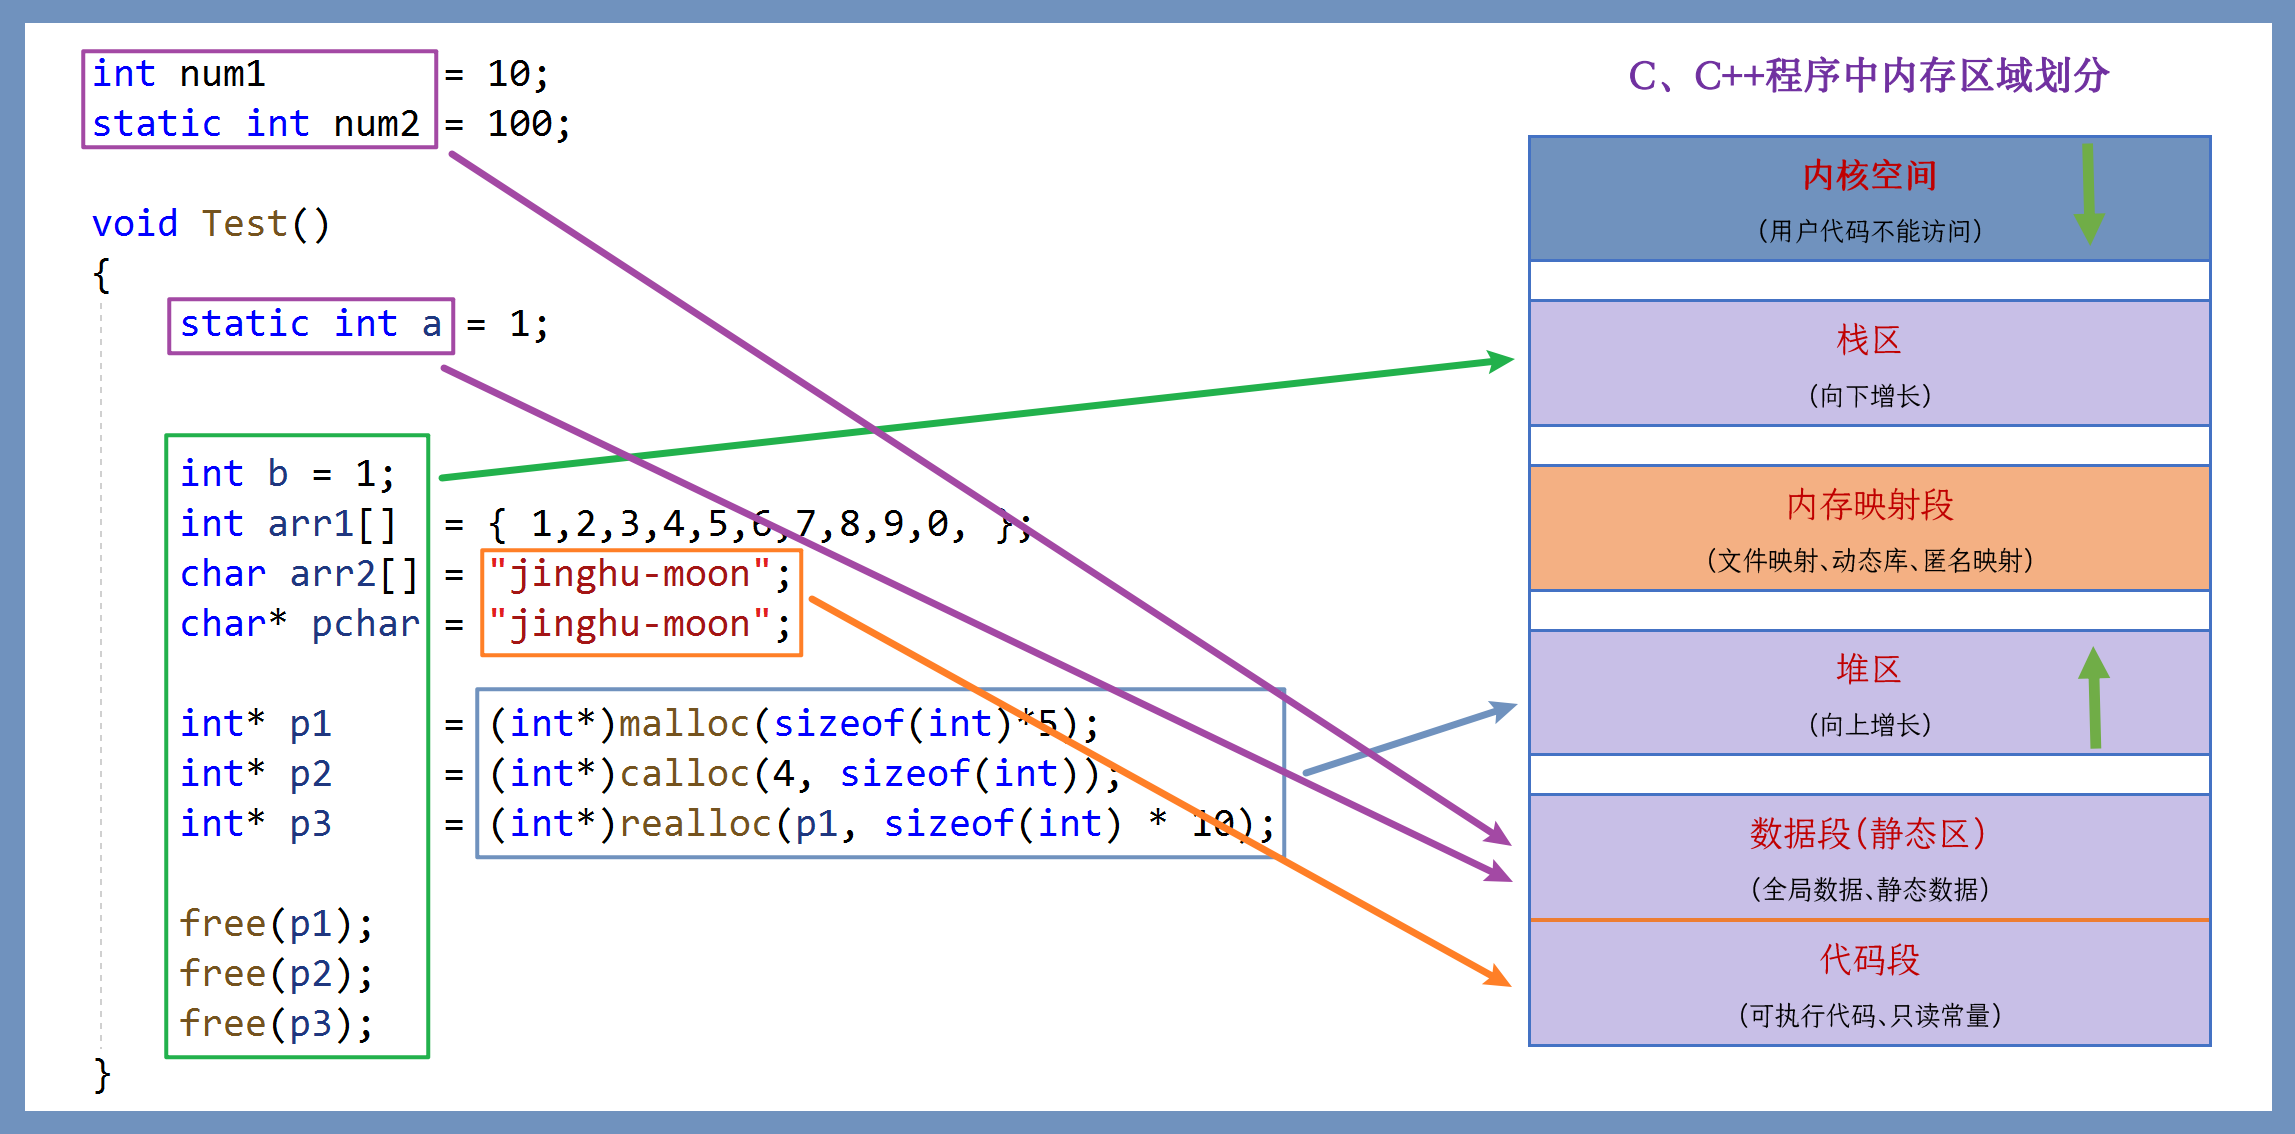 int num1 = 10;
static int num2 = 100;
void Test()
{
static int a = 1;
int b = 1;
int arr1[] = { 1,2,3,4,5,6,7,8,9,0, };
char arr2[] = "jinghu-moon";
char* pchar = "jinghu-moon";
int* p1 = (int*)malloc(sizeof(int)*5);
int* p2 = (int*)calloc(4, sizeof(int));
int* p3 = (int*)realloc(p1, sizeof(int) * 10);
free(p1);
free(p2);
free(p3);
}
C、C++程序中内存区域划分
内核空间
(用户代码不能访问)
栈区
(向下增长)
内存映射段
(文件映射、动态库、匿名映射)
堆区
(向上增长)
数据段(静态区)
(全局数据、静态数据)
代码段
(可执行代码、只读常量)